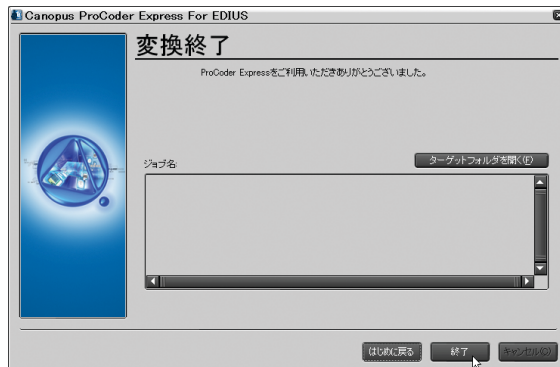 Canopus ProCoder Express For EDIUS
変換終了
ProCoder Expressをご利用いただきありがとうございました。
ジョブ名:
ターゲットフォルダを開く(F)
はじめに戻る
終了
キャンセル(C)